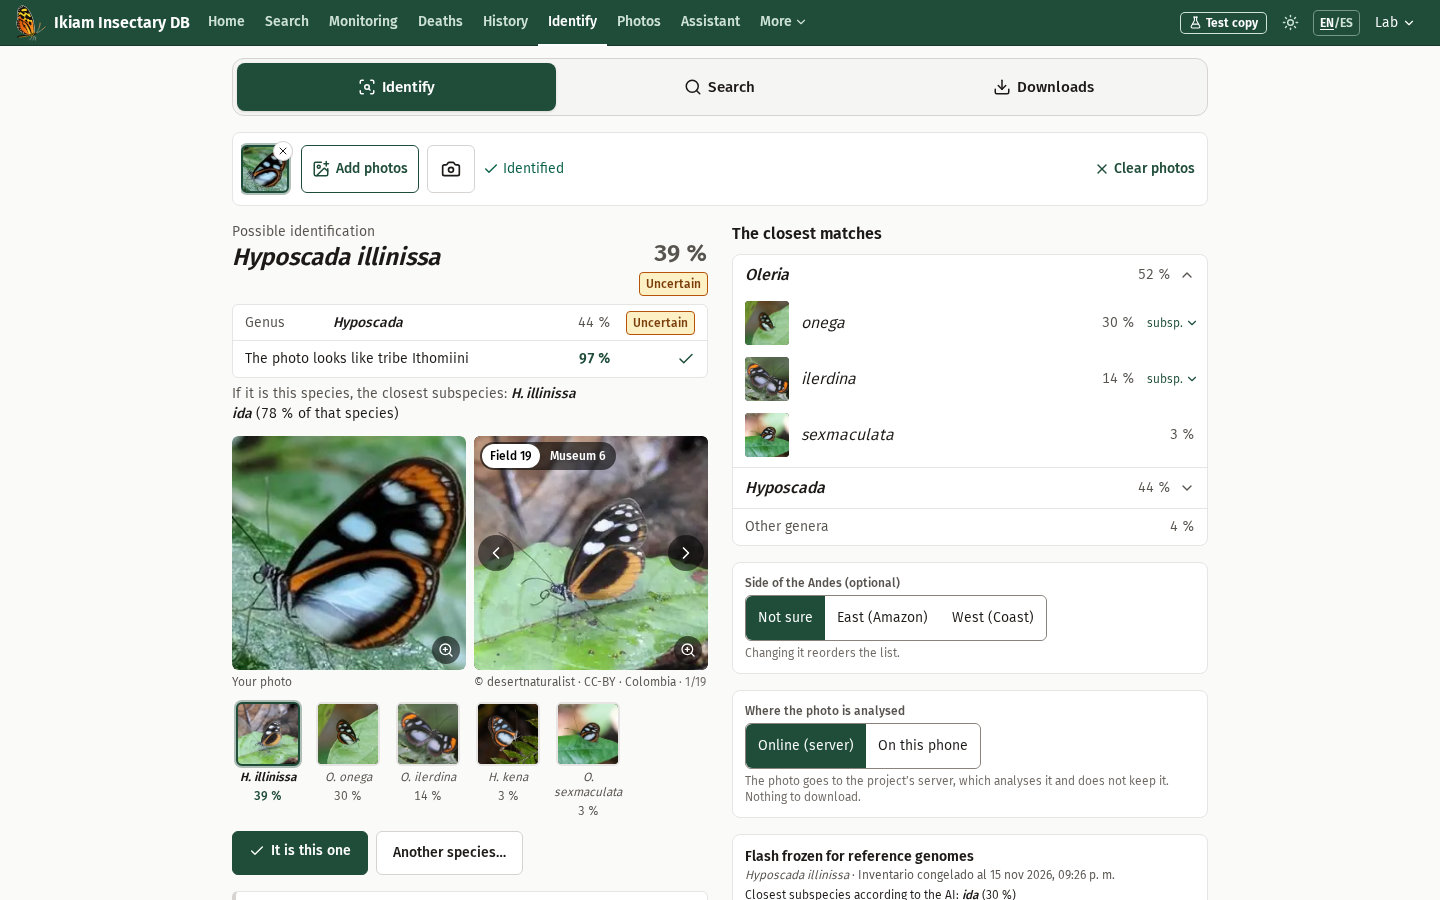 Ikiam Insectary DB
Home
Search
Monitoring
Deaths
History
Identify
Photos
Assistant
More
Test copy
EN/ES
Lab
Identify
Search
Downloads
Add photos
Identified
Clear photos
Possible identification
Hyposcada illinissa
39 %
Uncertain
Genus Hyposcada 44 % Uncertain
The photo looks like tribe Ithomiini 97 %
If it is this species, the closest subspecies: H. illinissa
ida (78 % of that species)
Field 19 Museum 6
Your photo
© desertnaturalist · CC-BY · Colombia · 1/19
H. illinissa
39 %
O. onega
30 %
O. ilerdina
14 %
H. kena
3 %
O.
sexmaculata
3 %
It is this one
Another species…
The closest matches
Oleria 52 %
onega 30 % subsp.
ilerdina 14 % subsp.
sexmaculata 3 %
Hyposcada 44 %
Other genera 4 %
Side of the Andes (optional)
Not sure East (Amazon) West (Coast)
Changing it reorders the list.
Where the photo is analysed
Online (server) On this phone
The photo goes to the project's server, which analyses it and does not keep it.
Nothing to download.
Flash frozen for reference genomes
Hyposcada illinissa · Inventario congelado al 15 nov 2026, 09:26 p. m.
Closest subspecies according to the AI: ida (30 %)